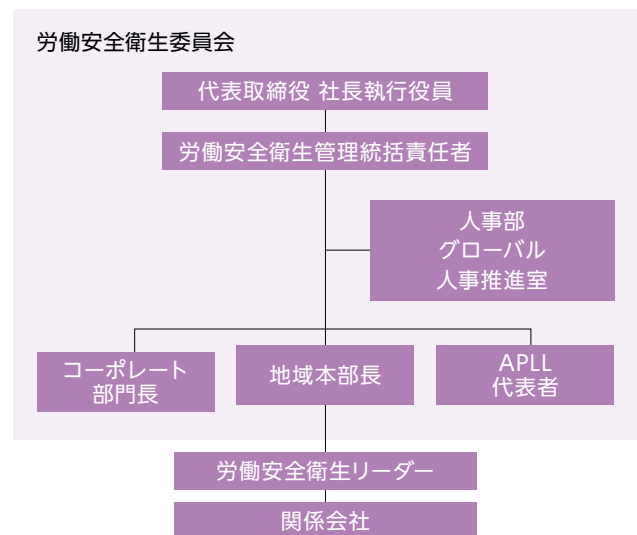 労働安全衛生委員会
代表取締役 社長執行役員
労働安全衛生管理統括責任者
人事部
グローバル
人事推進室
コーポレート
部門長
地域本部長
APLL
代表者
労働安全衛生リーダー
関係会社